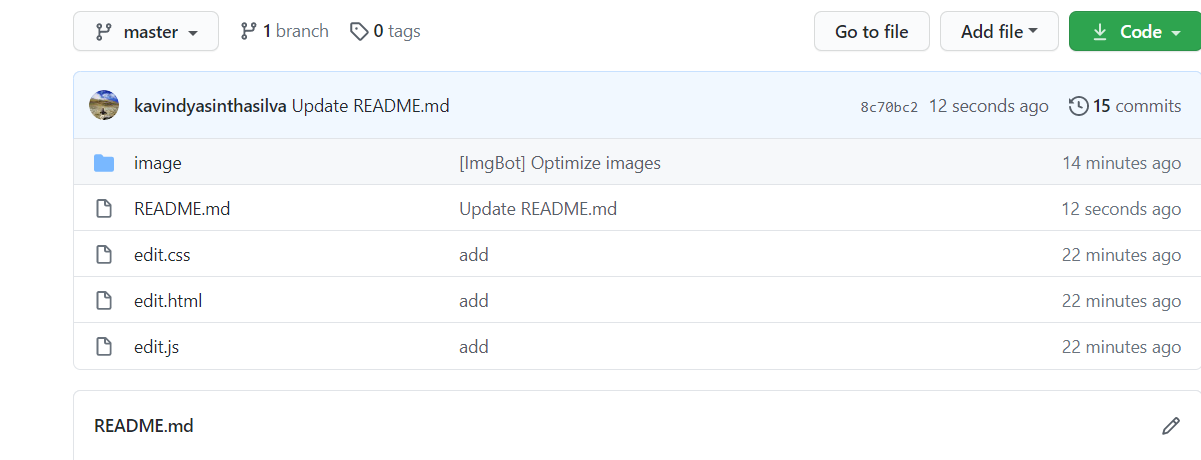 master 1 branch 0 tags Go to file Add file Code
kavindyasinthasilva Update README.md 8c70bc2 12 seconds ago 15 commits
image [ImgBot] Optimize images 14 minutes ago
README.md Update README.md 12 seconds ago
edit.css add 22 minutes ago
edit.html add 22 minutes ago
edit.js add 22 minutes ago
README.md